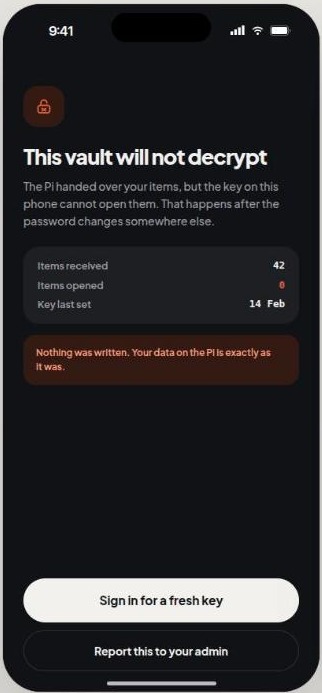 9:41
This vault will not decrypt
The Pi handed over your items, but the key on this
phone cannot open them. That happens after the
password changes somewhere else.
Items received 42
Items opened 0
Key last set 14 Feb
Nothing was written. Your data on the Pi is exactly as
it was.
Sign in for a fresh key
Report this to your admin